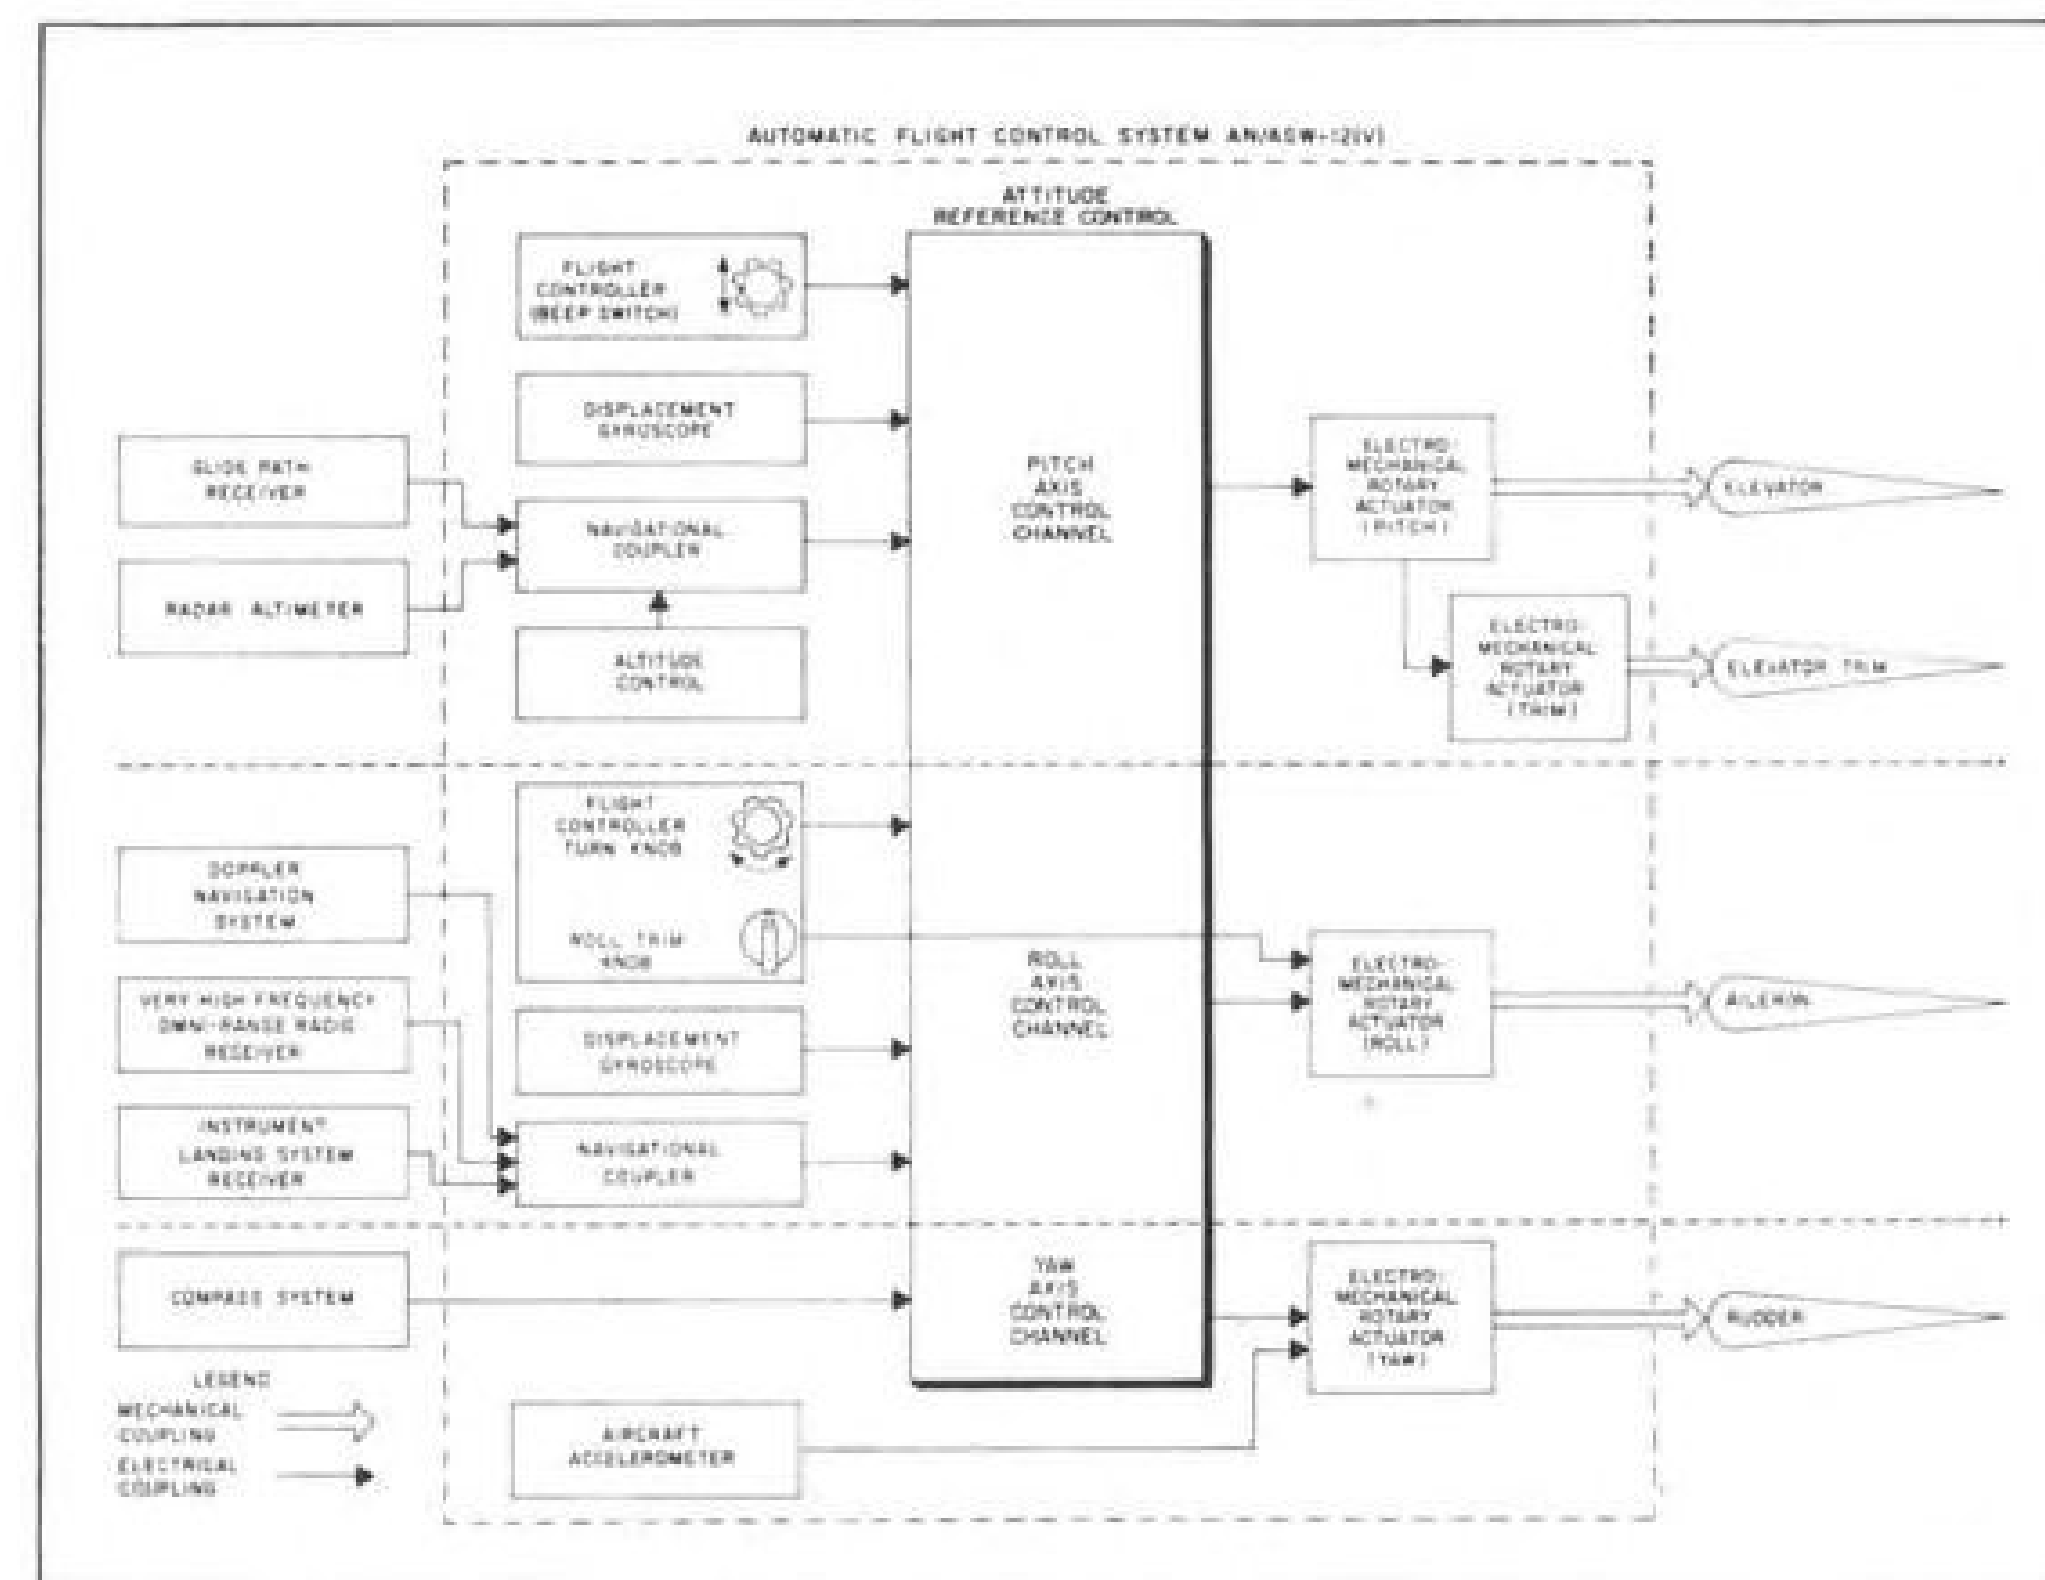 AUTOMATIC FLIGHT CONTROL SYSTEM AN/ASW-12(V)
ATTITUDE
REFERENCE CONTROL
FLIGHT
CONTROLLER
(BEEP SWITCH)
DISPLACEMENT
GYROSCOPE
GLIDE PATH
RECEIVER
NAVIGATIONAL
COUPLER
RADAR ALTIMETER
ALTITUDE
CONTROL
PITCH
AXIS
CONTROL
CHANNEL
ELECTRO-
MECHANICAL
ROTARY
ACTUATOR
(PITCH)
ELEVATOR
ELECTRO-
MECHANICAL
ROTARY
ACTUATOR
(TRIM)
ELEVATOR TRIM
FLIGHT
CONTROLLER
TURN KNOB
ROLL TRIM
KNOB
DOPPLER
NAVIGATION
SYSTEM
VERY HIGH FREQUENCY
OMNI-RANGE RADIO
RECEIVER
DISPLACEMENT
GYROSCOPE
INSTRUMENT
LANDING SYSTEM
RECEIVER
NAVIGATIONAL
COUPLER
ROLL
AXIS
CONTROL
CHANNEL
ELECTRO-
MECHANICAL
ROTARY
ACTUATOR
(ROLL)
AILERON
COMPASS SYSTEM
YAW
AXIS
CONTROL
CHANNEL
ELECTRO-
MECHANICAL
ROTARY
ACTUATOR
(YAW)
RUDDER
AIRCRAFT
ACCELEROMETER
LEGEND
MECHANICAL
COUPLING
ELECTRICAL
COUPLING